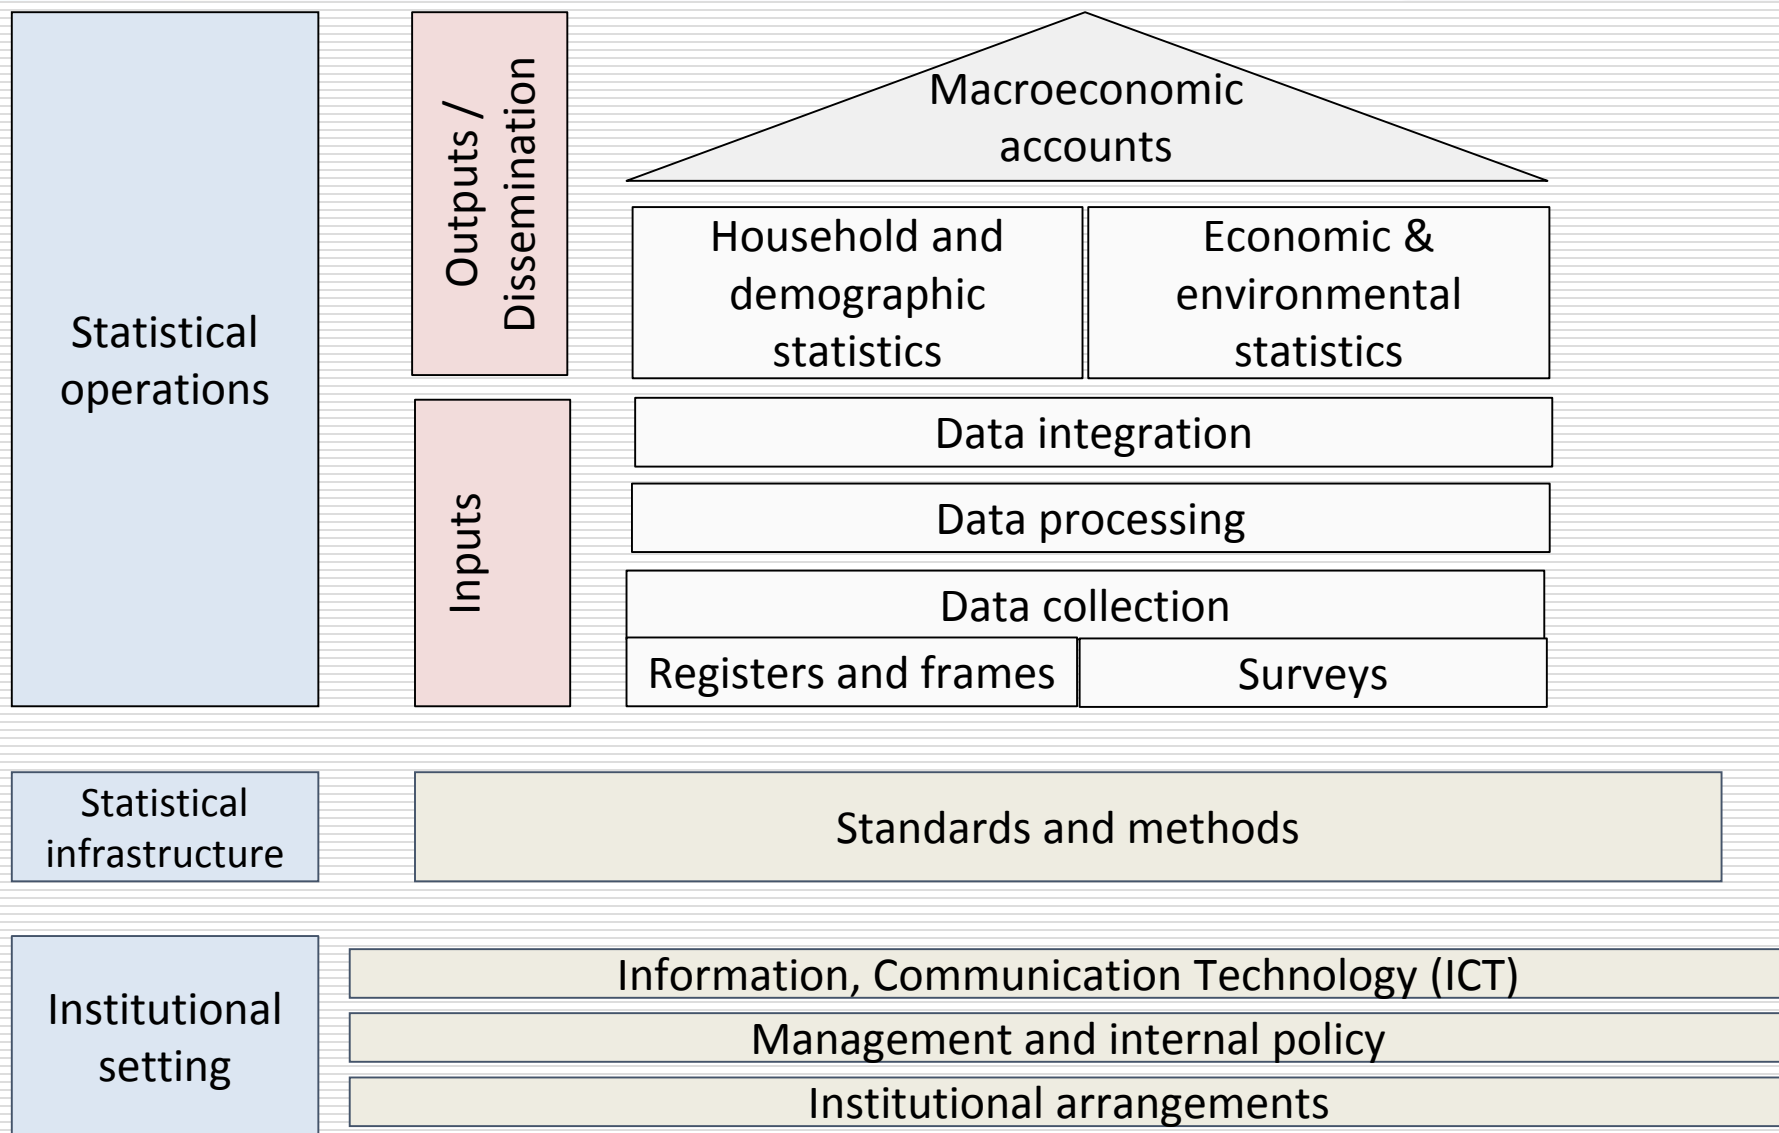 Statistical
operations
Outputs /
Dissemination
Macroeconomic
accounts
Household and
demographic
statistics
Economic &
environmental
statistics
Inputs
Data integration
Data processing
Data collection
Registers and frames
Surveys
Statistical
infrastructure
Standards and methods
Institutional
setting
Information, Communication Technology (ICT)
Management and internal policy
Institutional arrangements